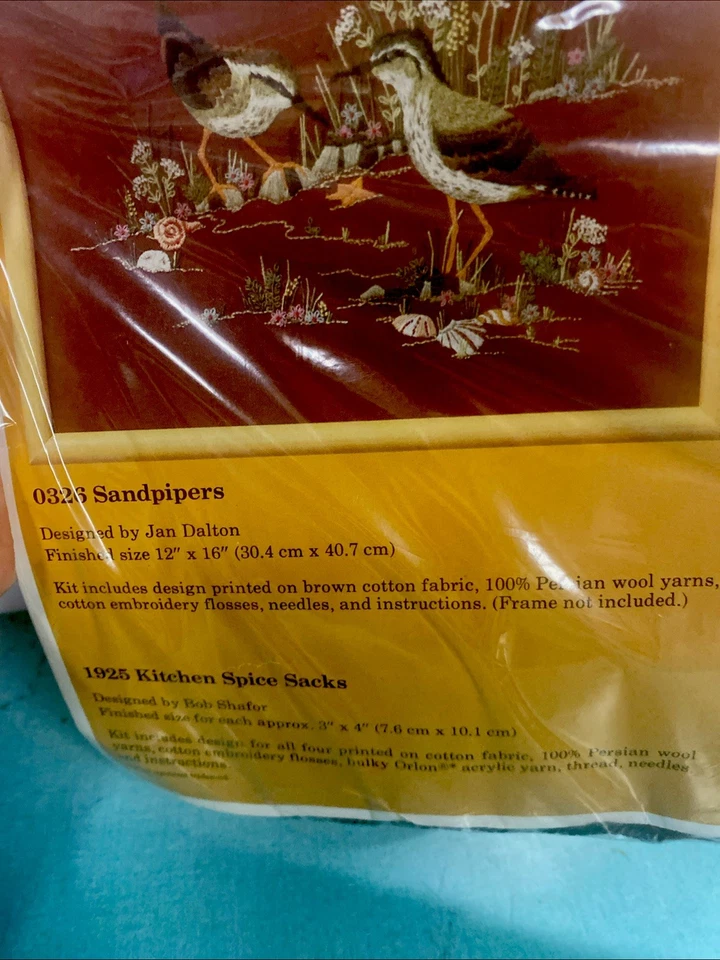 0326 Sandpipers
Designed by Jan Dalton
Finished size 12" x 16" (30.4 cm x 40.7 cm)
Kit includes design printed on brown cotton fabric, 100% Persian wool yarns,
cotton embroidery flosses, needles, and instructions. (Frame not included.)
1925 Kitchen Spice Sacks
Designed by Bob Shafor
Finished size for each approx. 3" x 4" (7.6 cm x 10.1 cm)
Kit includes design for all four printed on cotton fabric, 100% Persian wool
yarns, cotton embroidery flosses, bulky Orlon®* acrylic yarn, thread, needles
and instructions.